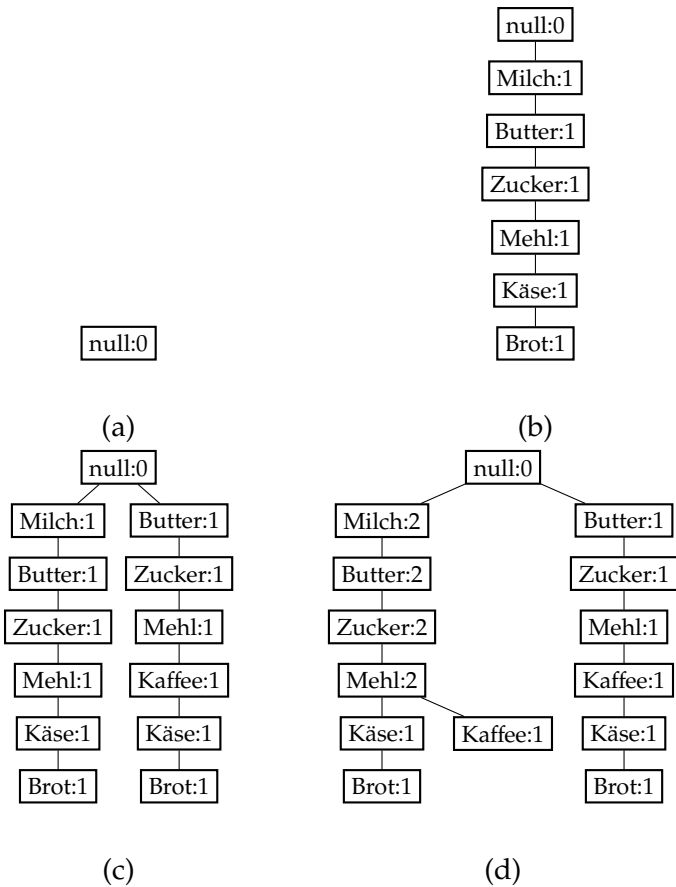 null:0
Milch:1
Butter:1
Zucker:1
Mehl:1
Käse:1
null:0 Brot:1
(a) (b)
null:0 null:0
Milch:1 Butter:1 Milch:2 Butter:1
Butter:1 Zucker:1 Butter:2 Zucker:1
Zucker:1 Mehl:1 Zucker:2 Mehl:1
Mehl:1 Kaffee:1 Mehl:2 Kaffee:1
Käse:1 Käse:1 Käse:1 Kaffee:1 Käse:1
Brot:1 Brot:1 Brot:1 Brot:1
(c) (d)